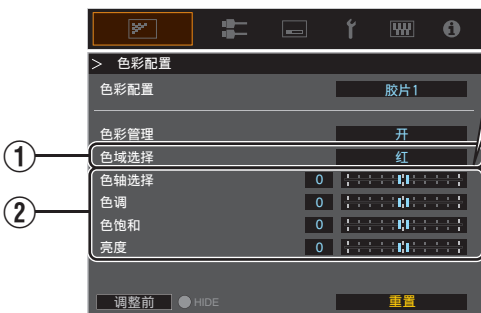 > 色彩配置
色彩配置 胶片1
色彩管理 开
① 色域选择 红
② 色轴选择 0
色调 0
色饱和 0
亮度 0
调整前 HIDE 重置